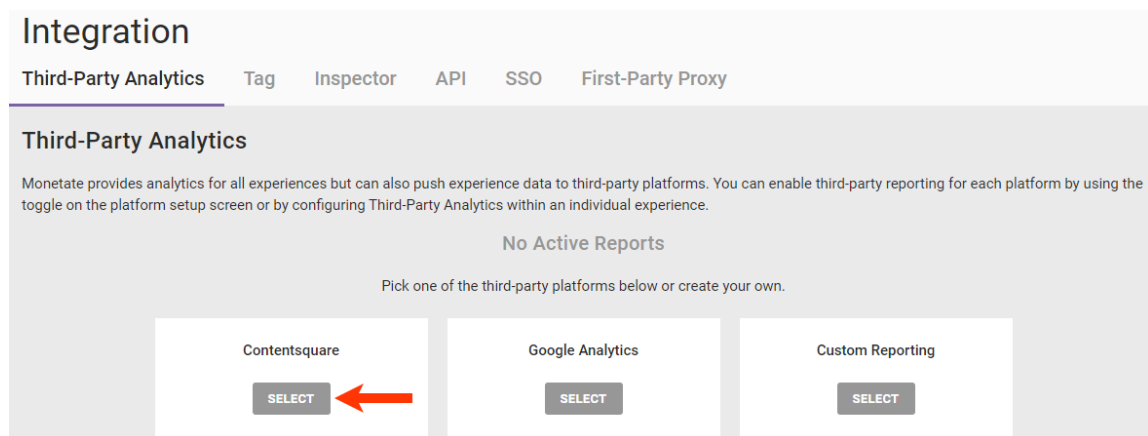 Integration
Third-Party Analytics Tag Inspector API SSO First-Party Proxy
Third-Party Analytics
Monetate provides analytics for all experiences but can also push experience data to third-party platforms. You can enable third-party reporting for each platform by using the
toggle on the platform setup screen or by configuring Third-Party Analytics within an individual experience.
No Active Reports
Pick one of the third-party platforms below or create your own.
Contentsquare Google Analytics Custom Reporting
SELECT SELECT SELECT